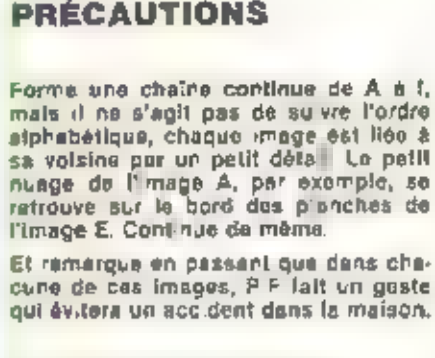 PRÉCAUTIONS
Forme une chaîne continue de A à I,
mais il ne s'agit pas de suivre l'ordre
alphabétique, chaque image est liée à
sa voisine par un petit détail. Le petit
nuage de l'image A, par exemple, se
retrouve sur le bord des planches de
l'image E. Continue de même.
Et remarque en passant que dans cha-
cune de ces images, P.F. fait un geste
qui évitera un accident dans la maison.